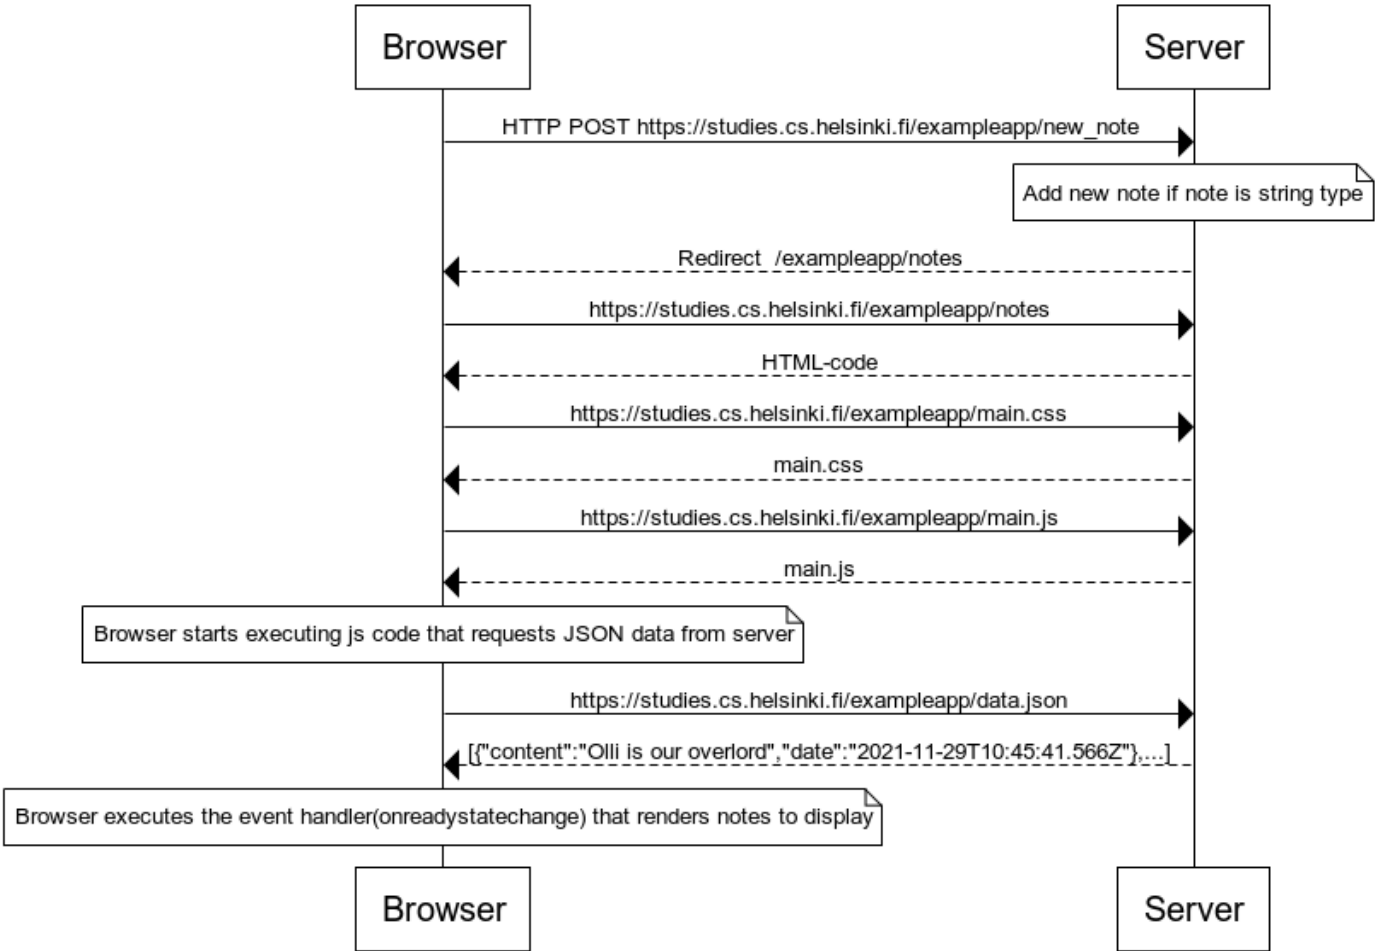 Browser
Server
HTTP POST https://studies.cs.helsinki.fi/exampleapp/new_note
Add new note if note is string type
Redirect  /exampleapp/notes
https://studies.cs.helsinki.fi/exampleapp/notes
HTML-code
https://studies.cs.helsinki.fi/exampleapp/main.css
main.css
https://studies.cs.helsinki.fi/exampleapp/main.js
main.js
Browser starts executing js code that requests JSON data from server
https://studies.cs.helsinki.fi/exampleapp/data.json
[{"content":"Olli is our overlord","date":"2021-11-29T10:45:41.566Z"},...]
Browser executes the event handler(onreadystatechange) that renders notes to display
Browser
Server